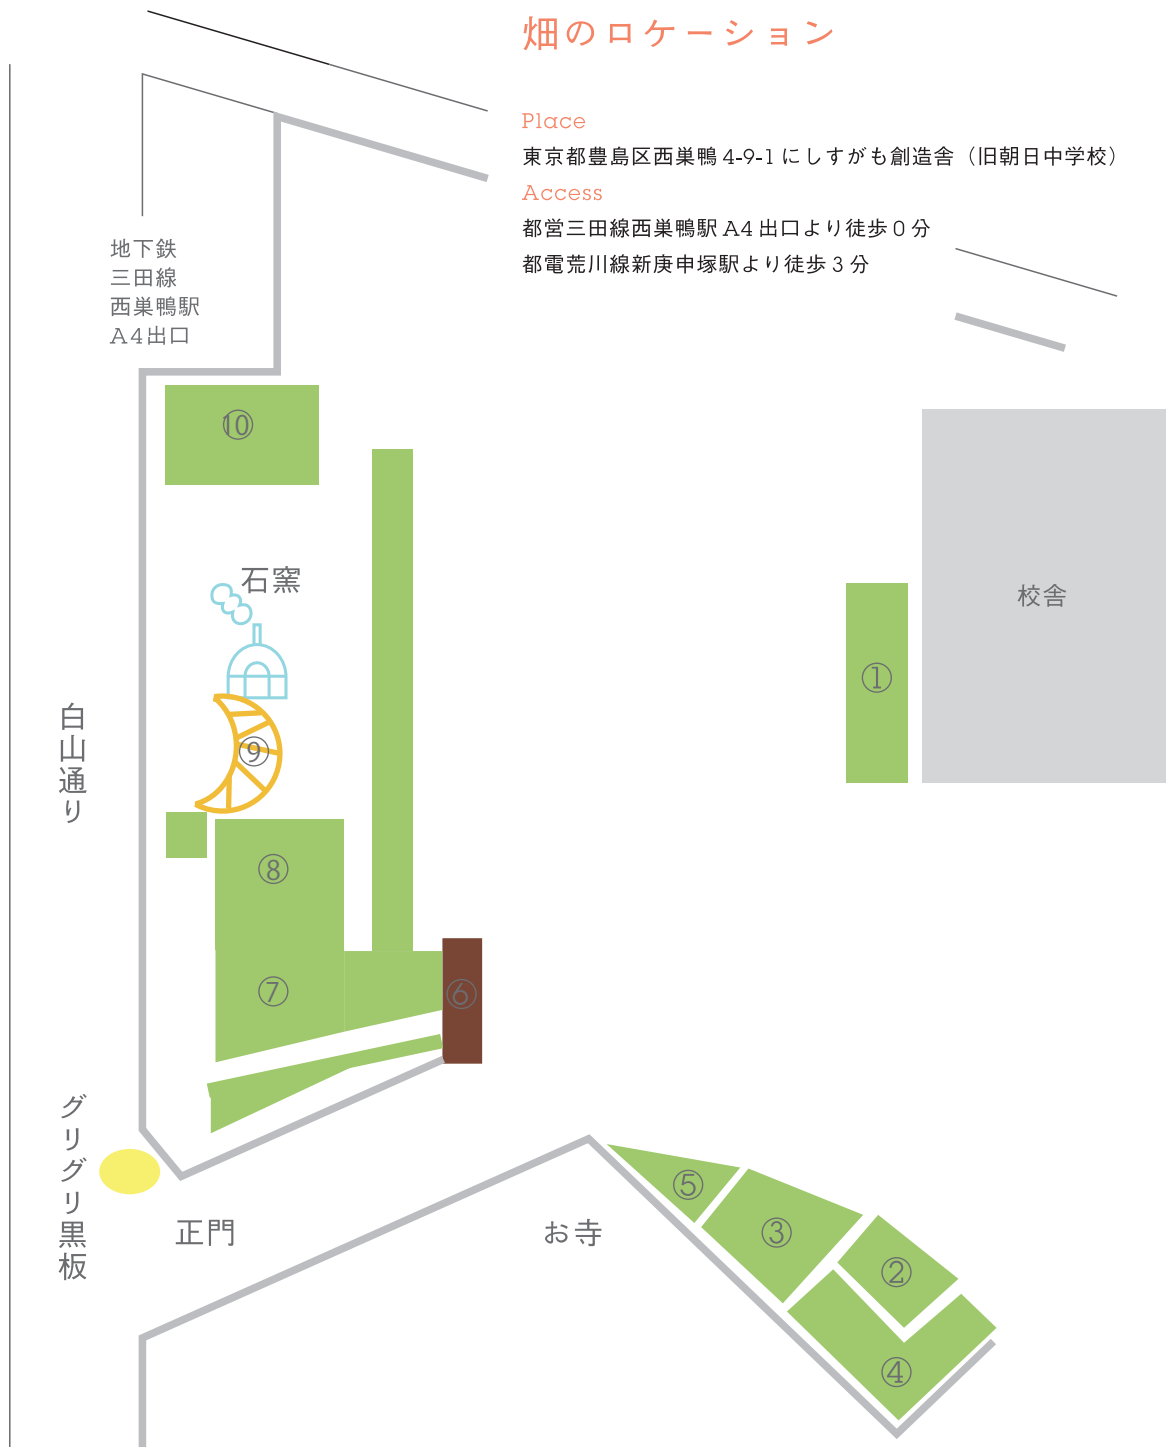 畑のロケーション
Place
東京都豊島区西巣鴨 4-9-1 にしすがも創造舎（旧朝日中学校）
Access
都営三田線西巣鴨駅 A4 出口より徒歩 0 分
都電荒川線新庚申塚駅より徒歩 3 分
地下鉄
三田線
西巣鴨駅
A4出口
⑩
石窯
校舎
①
白山通り
⑨
⑧
⑦
⑥
グリグリ黒板
正門
お寺
⑤
③
②
④